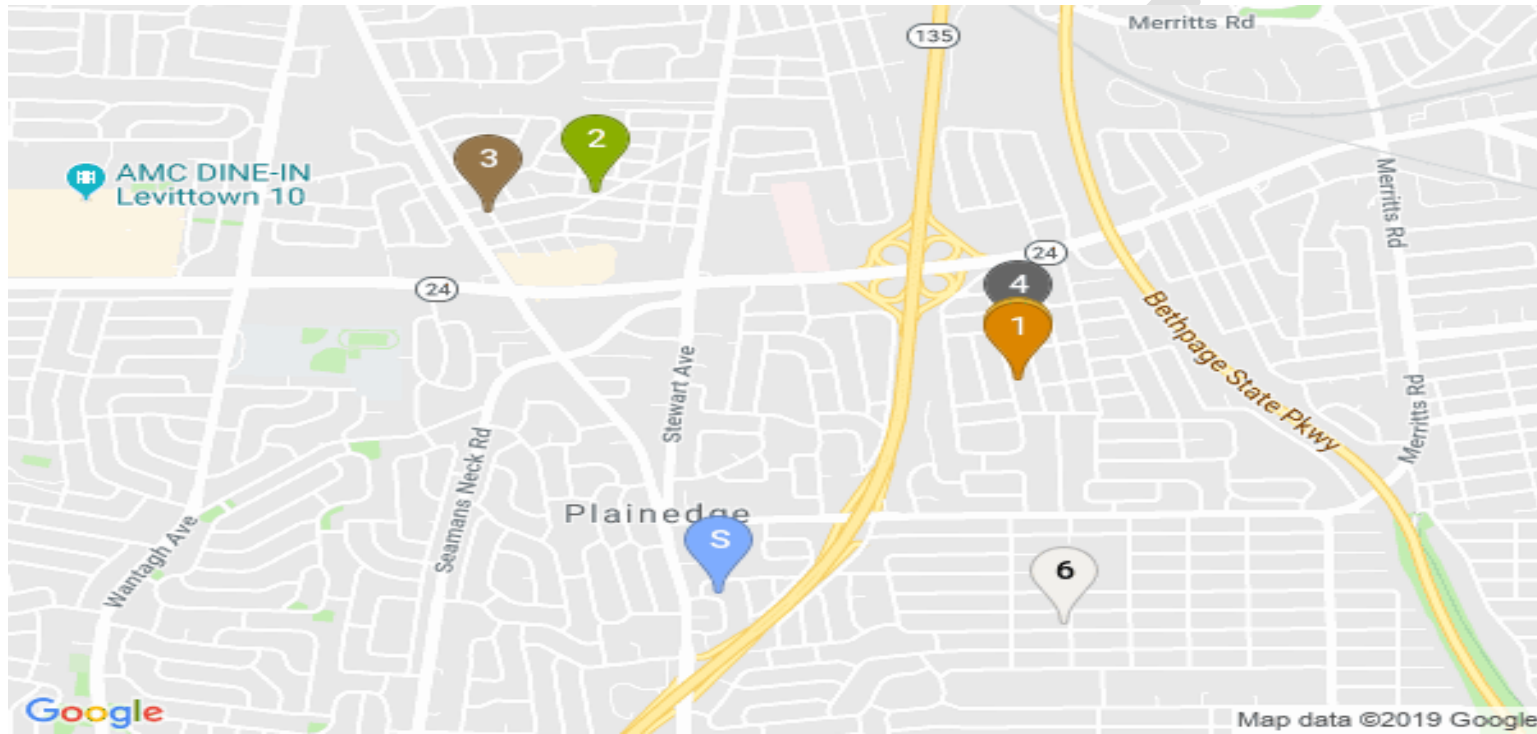 Merritts Rd
135
2
3
AMC DINE-IN
Levittown 10
Merritts Rd
24
24
4
1
Bethpage State Pkwy
Stewart Ave
Merritts Rd
Seamans Neck Rd
Plainedge
S
Wantagh Ave
6
Google
Map data ©2019 Google